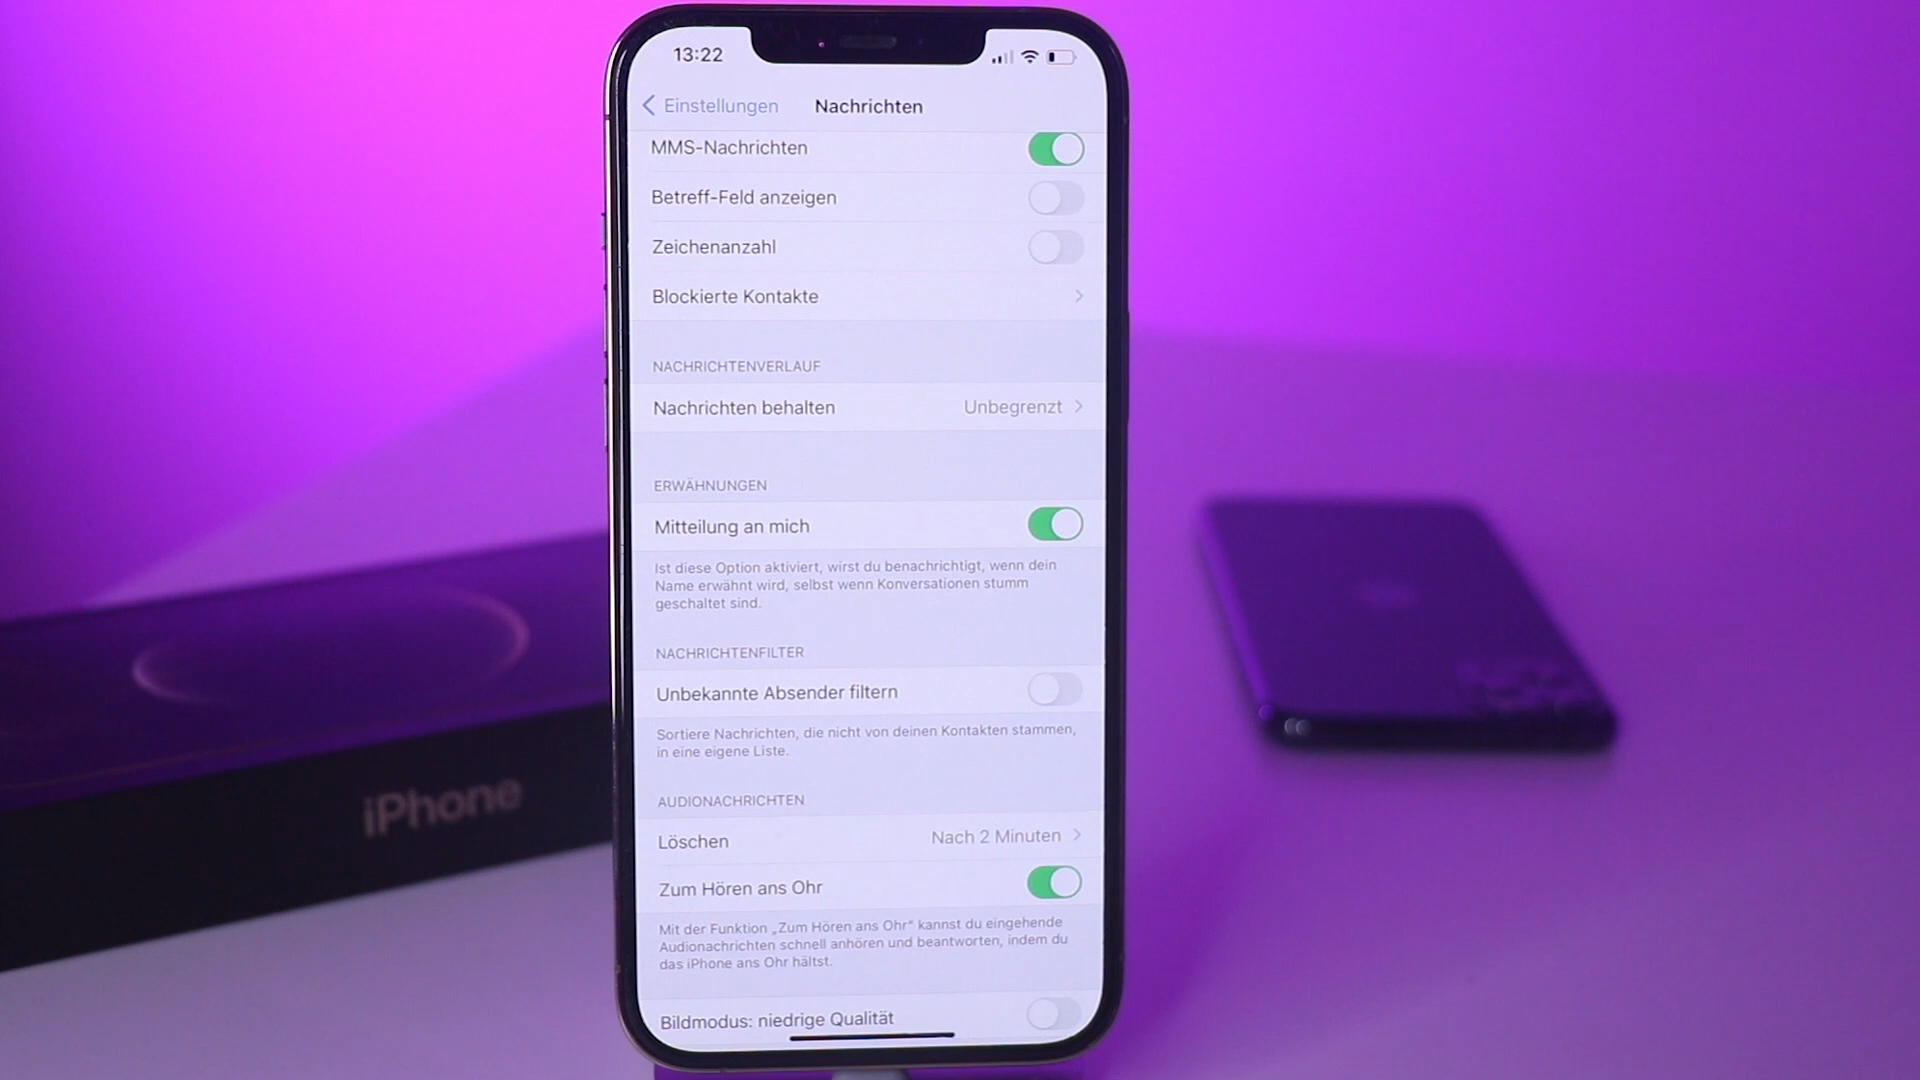 13:22
Einstellungen
Nachrichten
MMS-Nachrichten
Betreff-Feld anzeigen
Zeichenanzahl
Blockierte Kontakte
NACHRICHTENVERLAUF
Nachrichten behalten
Unbegrenzt
ERWÄHNUNGEN
Mitteilung an mich
Ist diese Option aktiviert, wirst du benachrichtigt, wenn dein
Name erwähnt wird, selbst wenn Konversationen stumm
geschaltet sind.
NACHRICHTENFILTER
Unbekannte Absender filtern
Sortiere Nachrichten, die nicht von deinen Kontakten stammen,
in eine eigene Liste.
AUDIONACHRICHTEN
Löschen
Nach 2 Minuten
Zum Hören ans Ohr
Mit der Funktion „Zum Hören ans Ohr“ kannst du eingehende
Audionachrichten schnell anhören und beantworten, indem du
das iPhone ans Ohr hältst.
Bildmodus: niedrige Qualität
iPhone